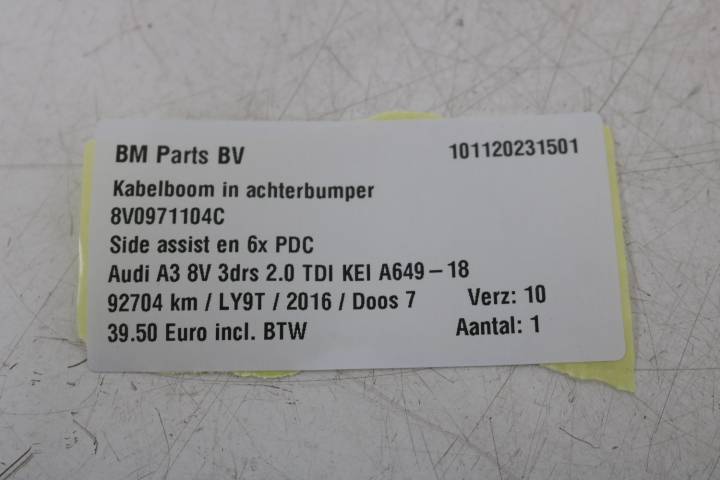 BM Parts BV 101120231501
Kabelboom in achterbumper
8V0971104C
Side assist en 6x PDC
Audi A3 8V 3drs 2.0 TDI KEI A649-18
92704 km / LY9T / 2016 / Doos 7 Verz: 10
39.50 Euro incl. BTW Aantal: 1